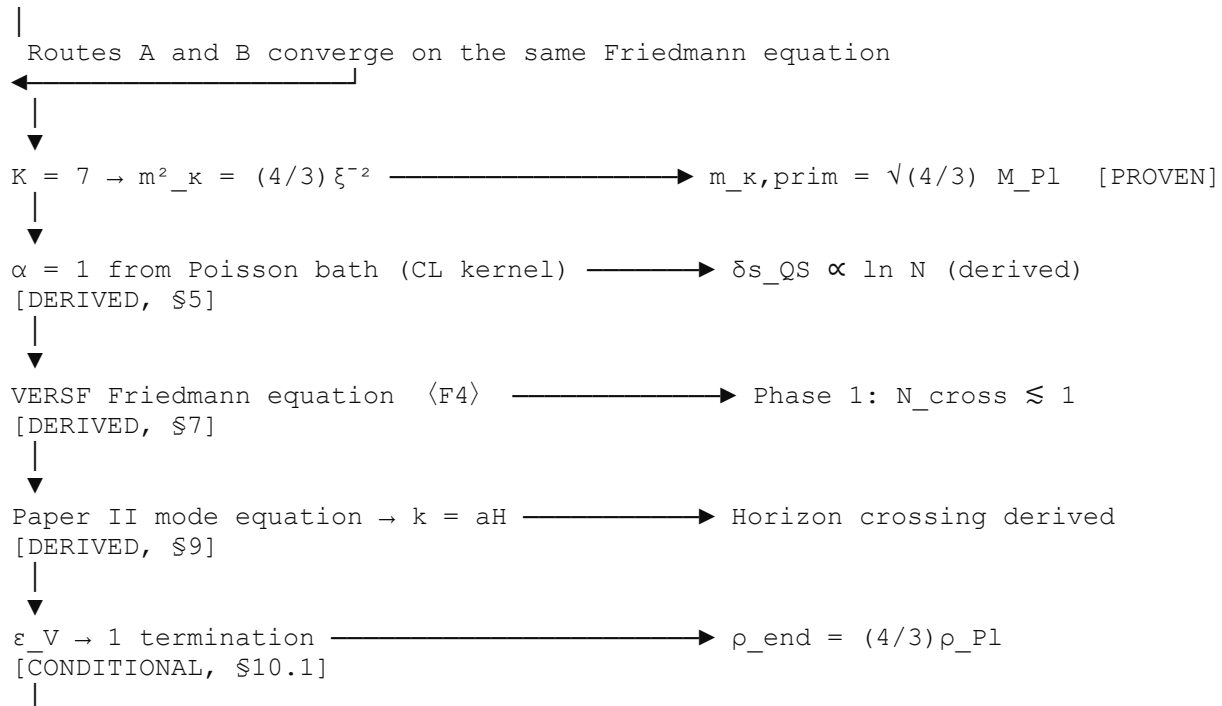 │
Routes A and B converge on the same Friedmann equation
◄─────────────────────┘
│
▼
K = 7 → m²_κ = (4/3)ξ⁻² ──────────────────► m_κ,prim = √(4/3) M_Pl [PROVEN]
│
▼
α = 1 from Poisson bath (CL kernel) ───────► δs_QS ∝ ln N (derived)
[DERIVED, §5]
│
▼
VERSF Friedmann equation ⟨F4⟩ ─────────────► Phase 1: N_cross ≲ 1
[DERIVED, §7]
│
▼
Paper II mode equation → k = aH ───────────► Horizon crossing derived
[DERIVED, §9]
│
▼
ε_V → 1 termination ───────────────────────► ρ_end = (4/3)ρ_Pl
[CONDITIONAL, §10.1]
│